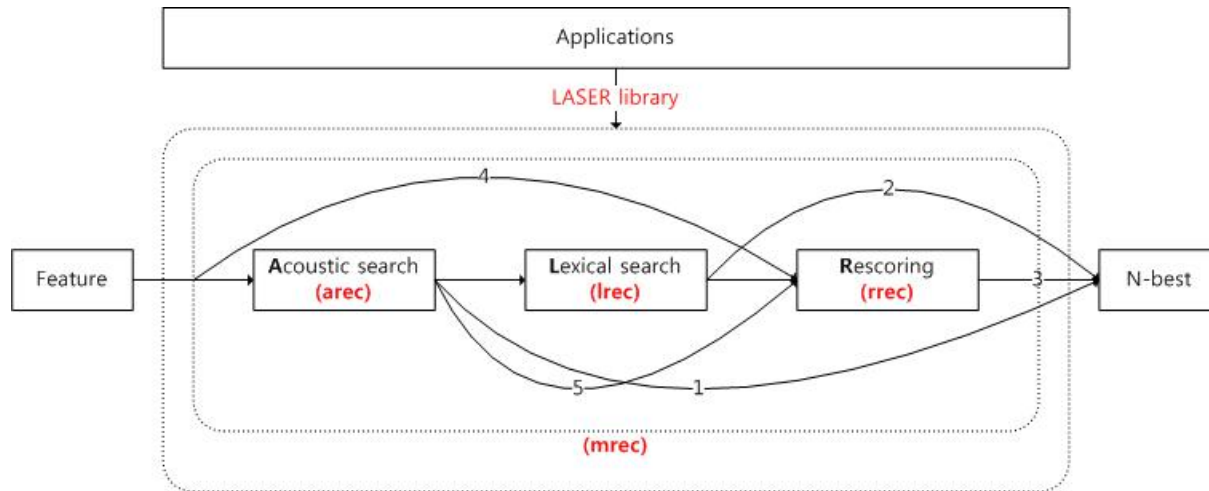 Applications
LASER library
4
2
Feature
Acoustic search
(arec)
Lexical search
(lrec)
Rescoring
(rrec)
3
N-best
5
1
(mrec)